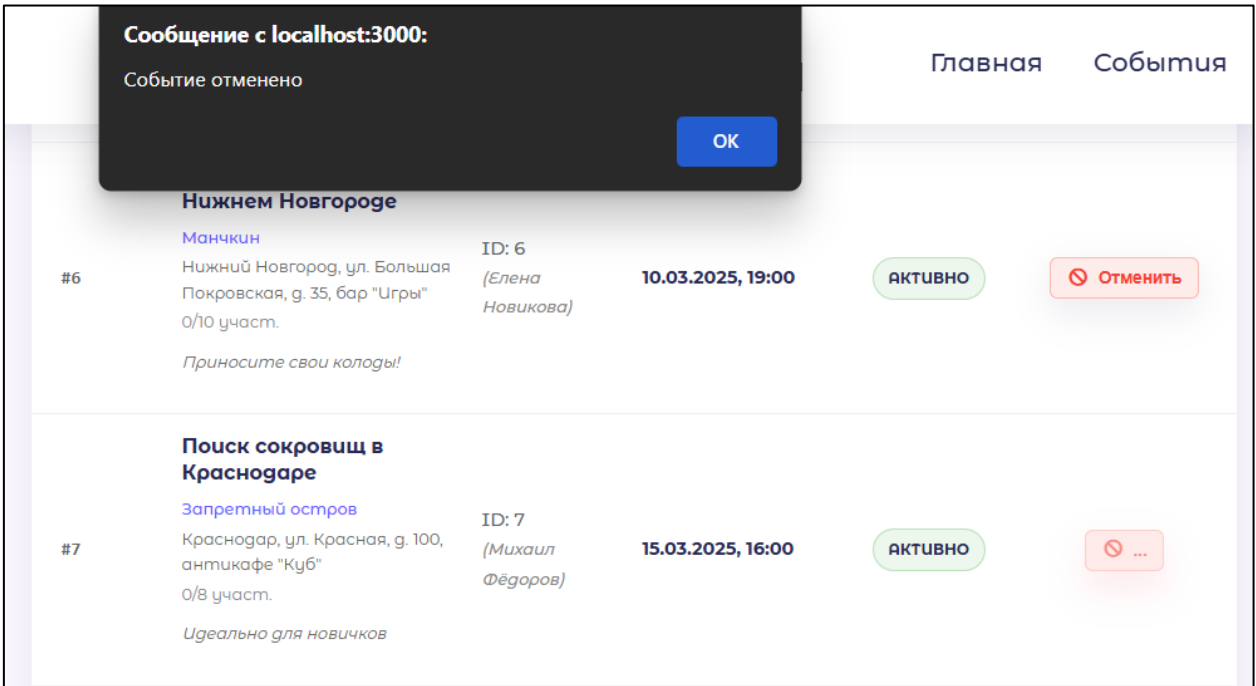 Сообщение с localhost:3000:
Событие отменено
OK
Главная События
Нижнем Новгороде
Манчкин
Нижний Новгород, ул. Большая
Покровская, д. 35, бар "Игры"
0/10 участ.
Приносите свои колоды!
#6
ID: 6
(Елена
Новикова)
10.03.2025, 19:00
АКТИВНО
Отменить
Поиск сокровищ в
Краснодаре
Запретный остров
Краснодар, ул. Красная, д. 100,
антикафе "Куб"
0/8 участ.
Идеально для новичков
#7
ID: 7
(Михаил
Фёдоров)
15.03.2025, 16:00
АКТИВНО
...